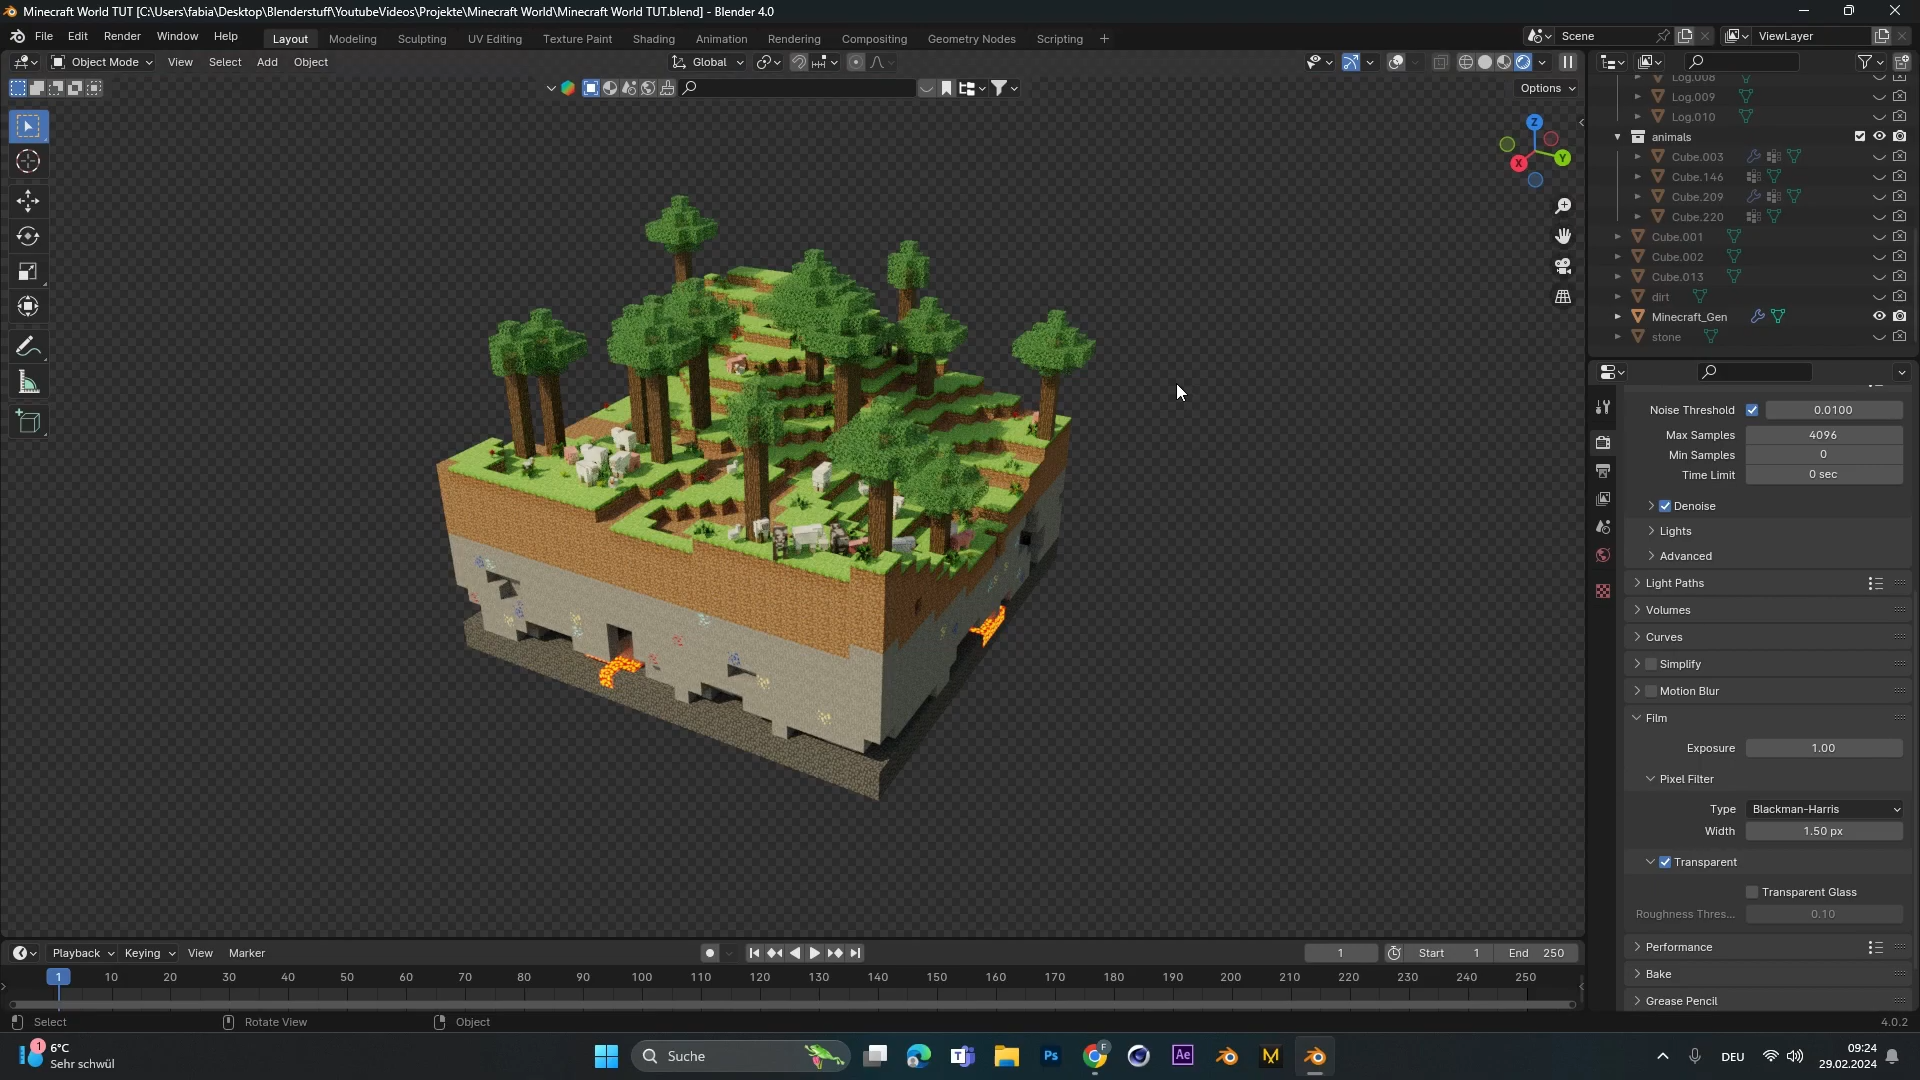 Minecraft World TUT [C:\Users\fabia\Desktop\Blenderstuff\YoutubeVideos\Projekte\Minecraft World\Minecraft World TUT.blend] - Blender 4.0
File Edit Render Window Help Layout Modeling Sculpting UV Editing Texture Paint Shading Animation Rendering Compositing Geometry Nodes Scripting + Scene ViewLayer
Object Mode View Select Add Object Global
Options
Log.008
Log.009
Log.010
animals
Cube.003
Cube.146
Cube.209
Cube.220
Cube.001
Cube.002
Cube.013
dirt
Minecraft_Gen
stone
Z
X
Y
Noise Threshold 0.0100
Max Samples 4096
Min Samples 0
Time Limit 0 sec
Denoise
Lights
Advanced
Light Paths
Volumes
Curves
Simplify
Motion Blur
Film
Exposure 1.00
Pixel Filter
Type Blackman-Harris
Width 1.50 px
Transparent
Transparent Glass
Roughness Thres... 0.10
Performance
Bake
Grease Pencil
Playback Keying View Marker 1 Start 1 End 250
1 10 20 30 40 50 60 70 80 90 100 110 120 130 140 150 160 170 180 190 200 210 220 230 240 250
Select Rotate View Object 4.0.2
1 6°C
Sehr schwül
Suche
F
Ps
Ae
M
DEU
09:24
29.02.2024